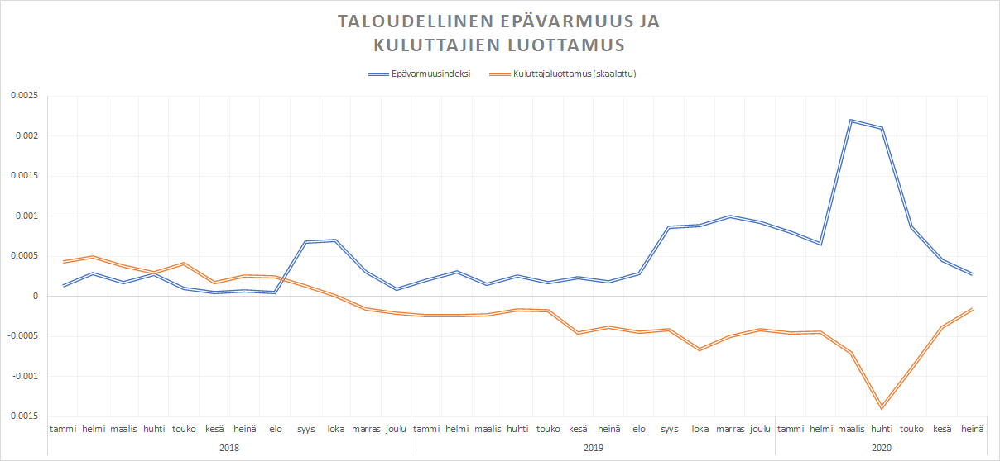 TALOUDELLINEN EPÄVARMUUS JA
KULUTTAJIEN LUOTTAMUS
Epävarmuusindeksi Kuluttajaluottamus (skaalattu)
0.0025
0.002
0.0015
0.001
0.0005
0
-0.0005
-0.001
-0.0015
tammi helmi maalis huhti touko kesä heinä elo syys loka marras joulu tammi helmi maalis huhti touko kesä heinä elo syys loka marras joulu tammi helmi maalis huhti touko kesä heinä
2018 2019 2020